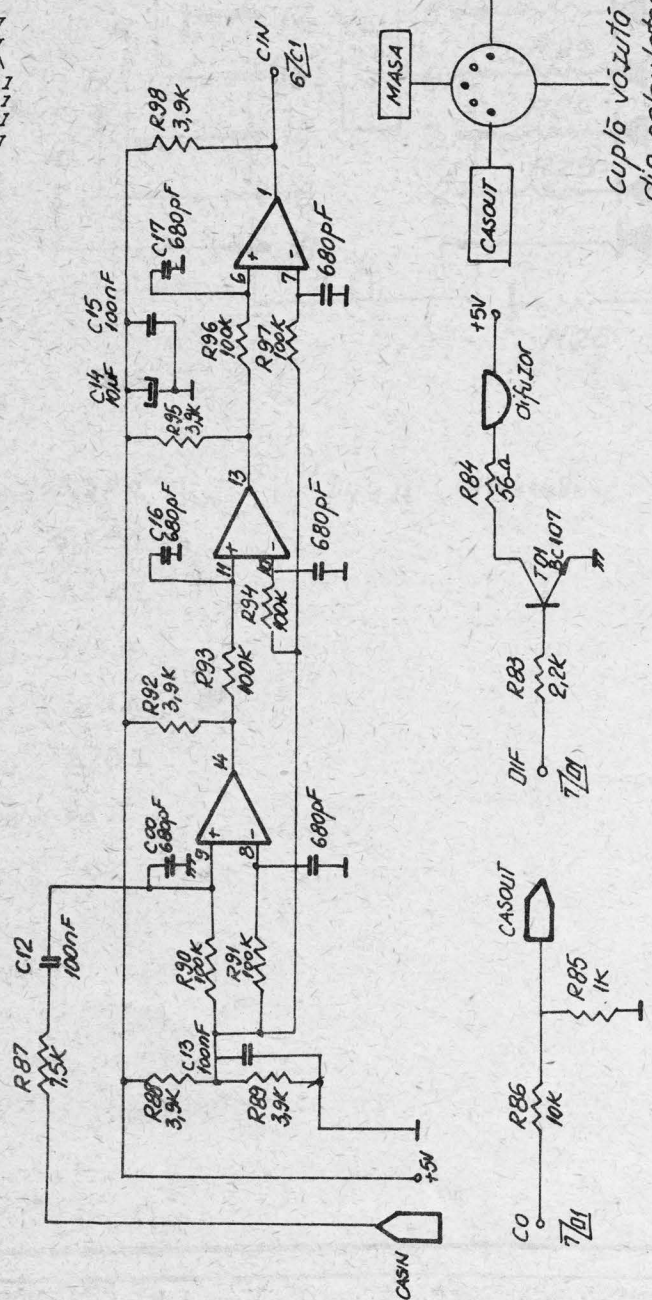 CASIN
R87
7,5K
C12
100nF
+5V
R88
3,9K
C13
100nF
R89
3,9K
R90
100K
R91
100K
680pF
9
+
8
-
680pF
14
R92
3,9K
R93
100K
R94
100K
C16
680pF
11
+
10
-
680pF
13
R95
3,9K
C14
10µF
C15
100nF
R96
100K
R97
100K
C17
680pF
6
+
7
-
680pF
1
R98
3,9K
CIN
6/C1
CO
7/D1
R86
10K
R85
1K
CASOUT
DIF
7/D1
R83
2,2K
T01
BC107
R84
56Ω
difuzor
+5V
CASOUT
MASA
Cuplă văzută